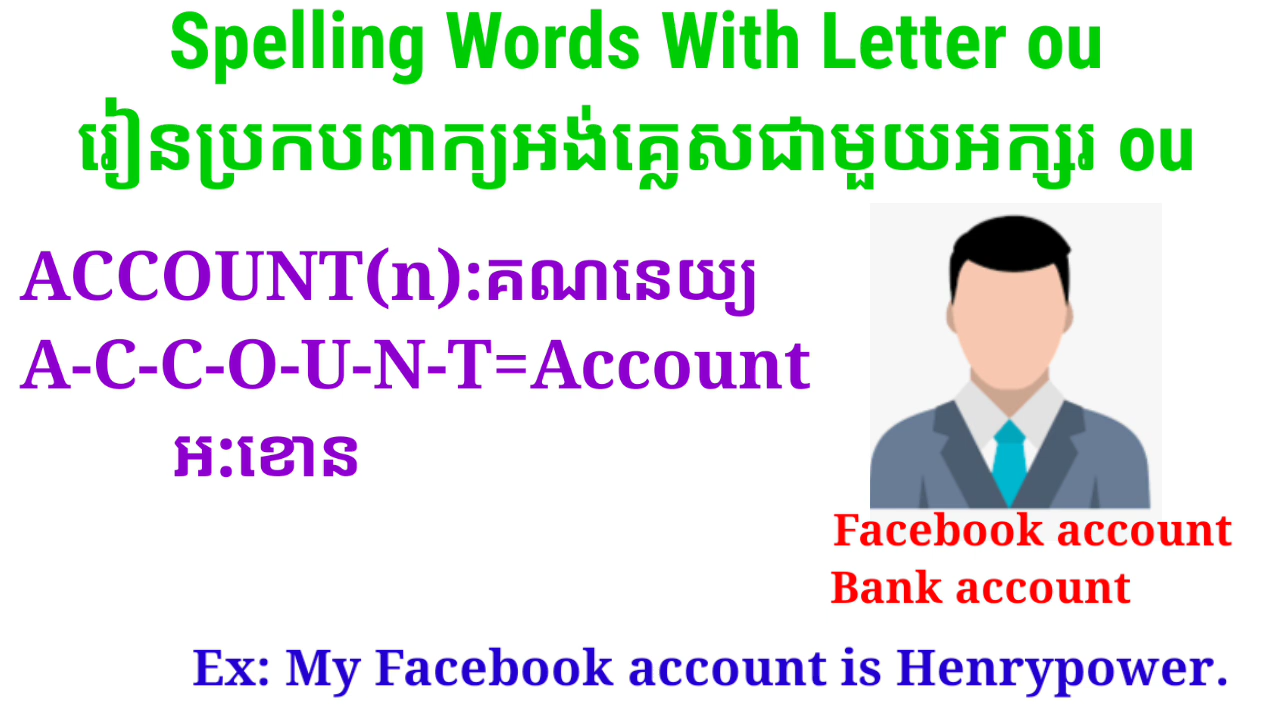 Spelling Words With Letter ou
រៀនប្រកបពាក្យអង់គ្លេសជាមួយអក្សរ ou
ACCOUNT(n):គណនេយ្យ
A-C-C-O-U-N-T=Account
អ:ខោន
Facebook account
Bank account
Ex: My Facebook account is Henrypower.